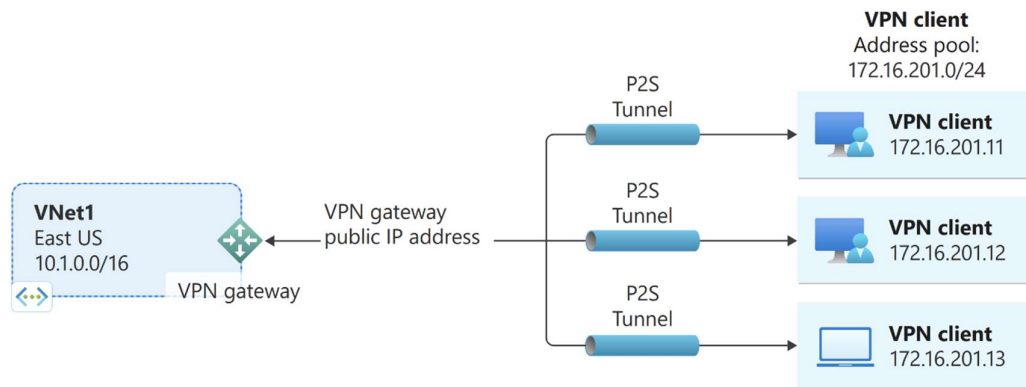 VPN client
Address pool:
172.16.201.0/24
P2S
Tunnel
VPN client
172.16.201.11
VNet1
East US
10.1.0.0/16
VPN gateway
VPN gateway
public IP address
P2S
Tunnel
VPN client
172.16.201.12
P2S
Tunnel
VPN client
172.16.201.13